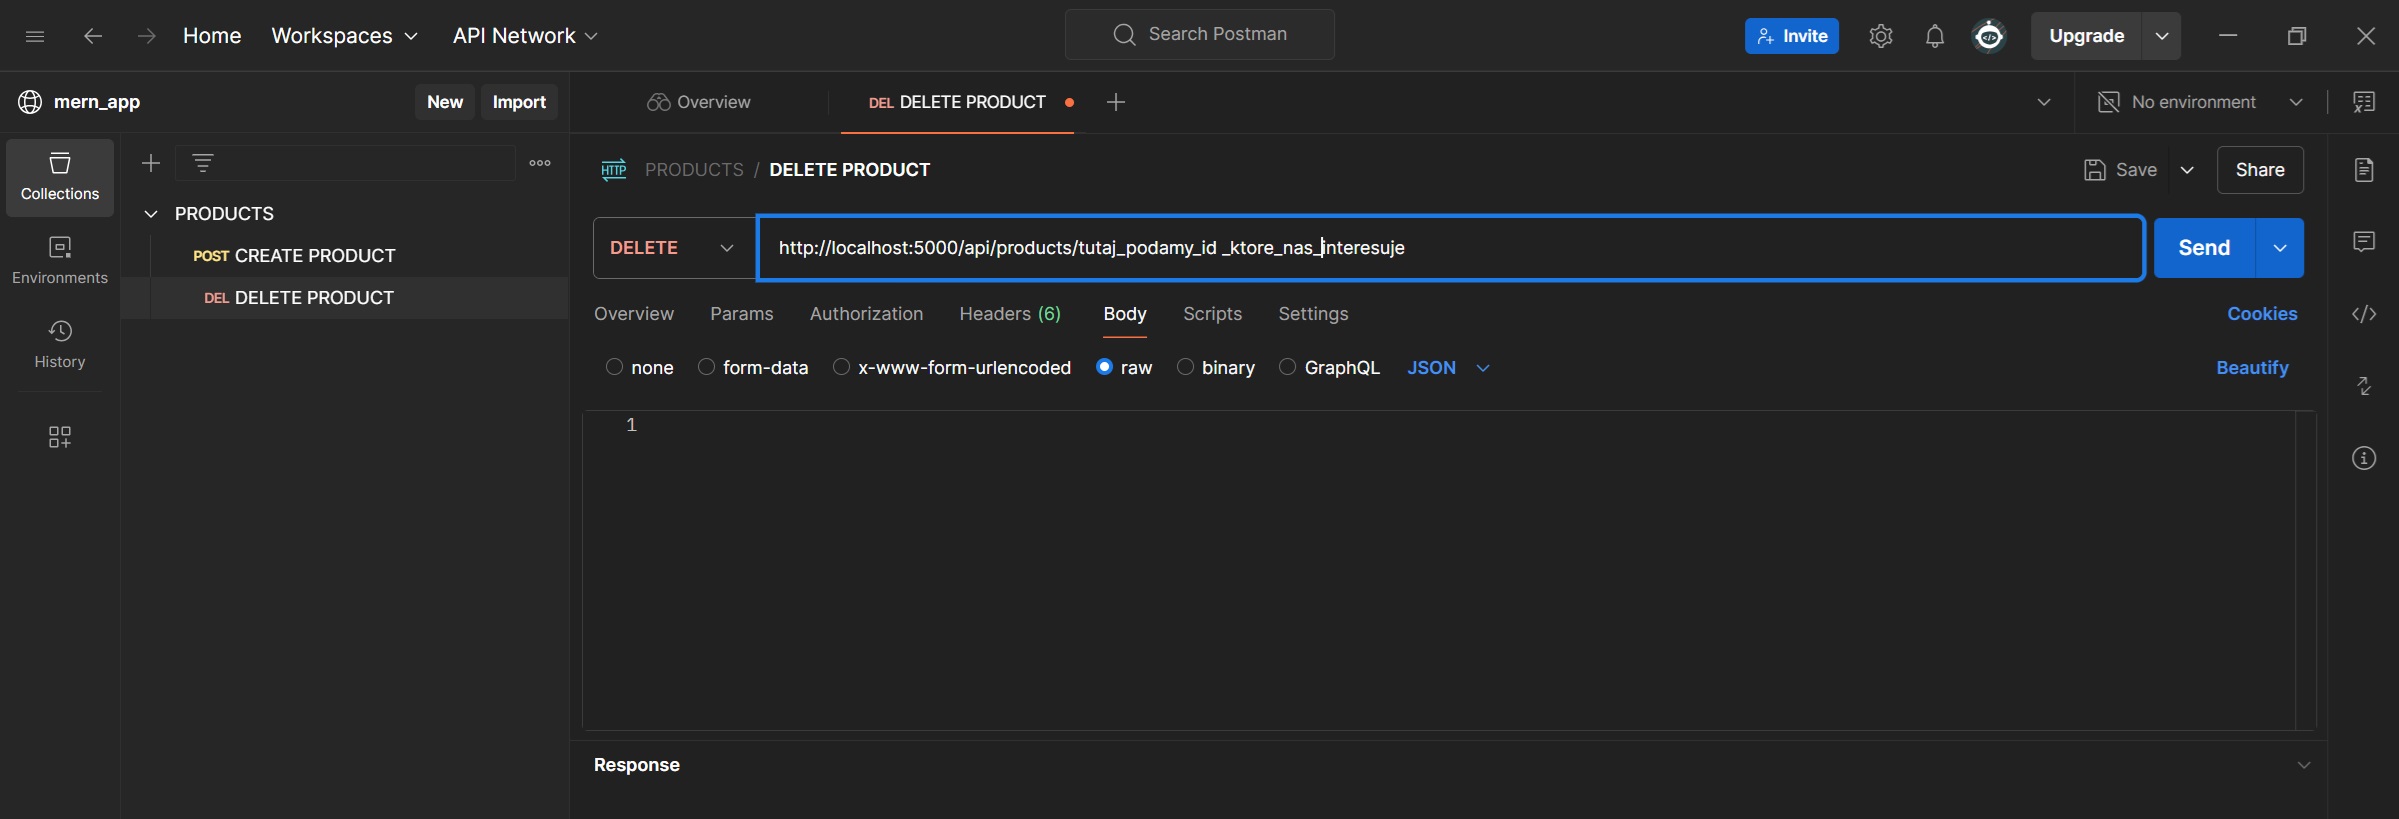 Home Workspaces API Network Search Postman Invite Upgrade
mern_app New Import Overview DEL DELETE PRODUCT No environment
Collections
Environments
History
PRODUCTS
POST CREATE PRODUCT
DEL DELETE PRODUCT
HTTP PRODUCTS / DELETE PRODUCT Save Share
DELETE http://localhost:5000/api/products/tutaj_podamy_id _ktore_nas_interesuje Send
Overview Params Authorization Headers (6) Body Scripts Settings Cookies
none form-data x-www-form-urlencoded raw binary GraphQL JSON Beautify
1
Response